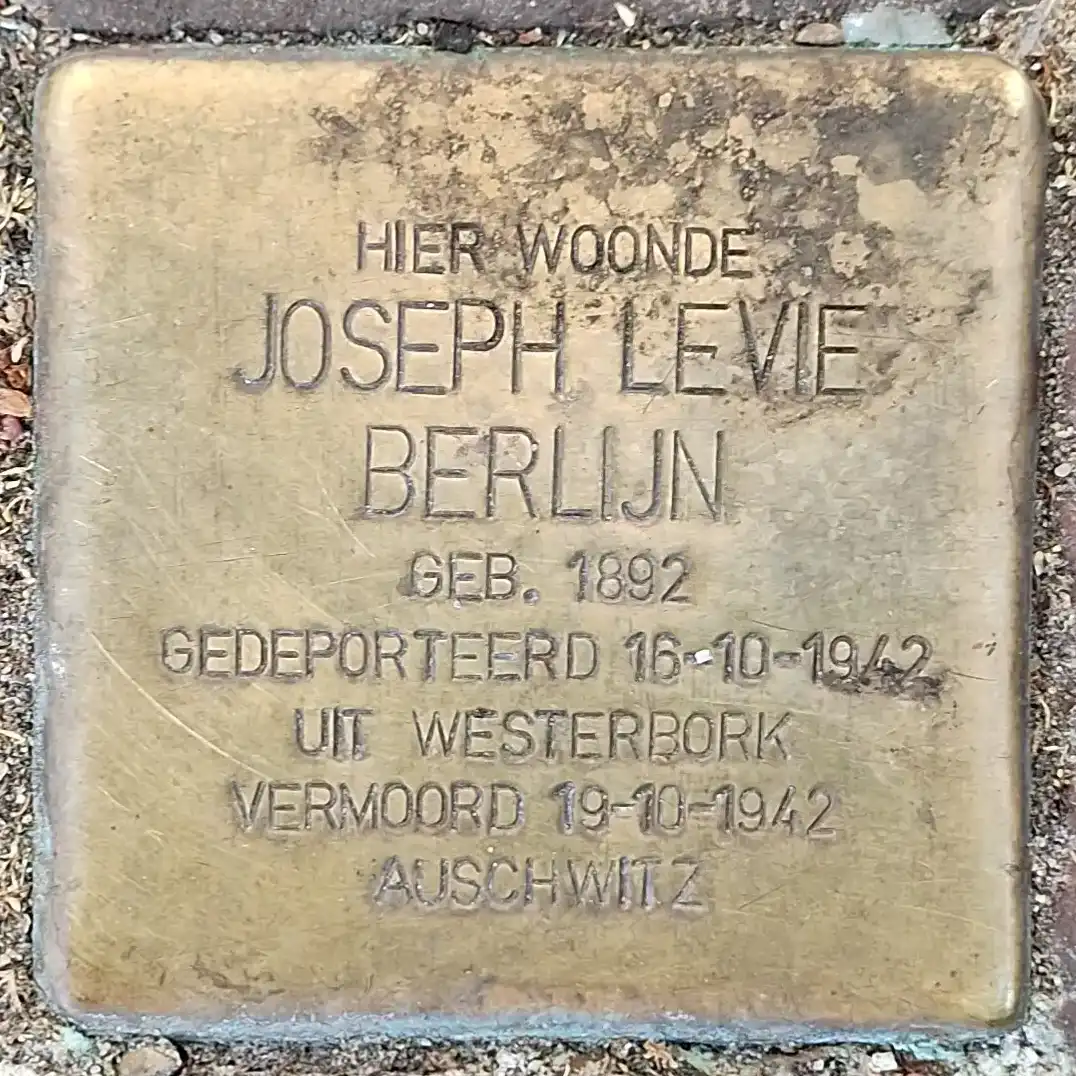 HIER WOONDE
JOSEPH LEVIE
BERLIJN
GEB. 1892
GEDEPORTEERD 16-10-1942
UIT WESTERBORK
VERMOORD 19-10-1942
AUSCHWITZ